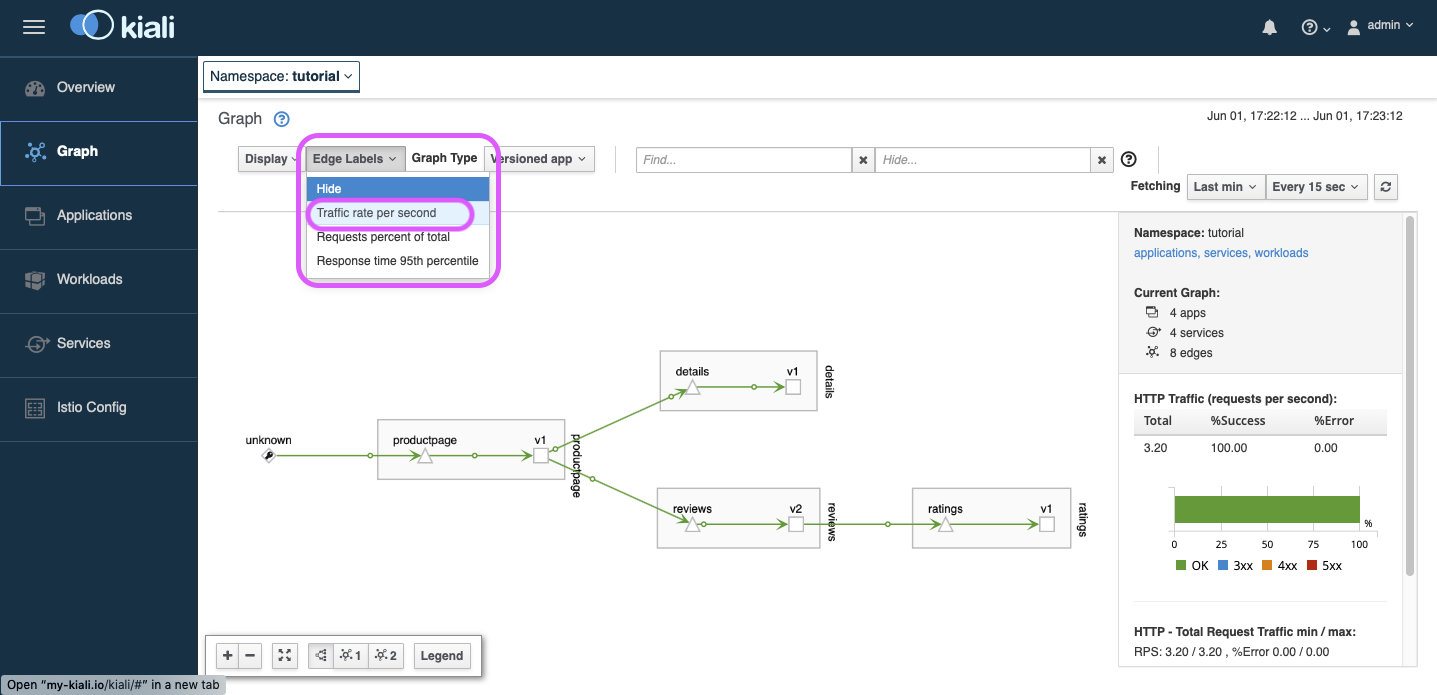 kiali
admin
Overview
Graph
Applications
Workloads
Services
Istio Config
Namespace: tutorial
Graph
Jun 01, 17:22:12 ... Jun 01, 17:23:12
Display
Edge Labels
Graph Type
Versioned app
Find...
Hide...
Fetching
Last min
Every 15 sec
Hide
Traffic rate per second
Requests percent of total
Response time 95th percentile
unknown
productpage
v1
productpage
details
v1
details
reviews
v2
reviews
ratings
v1
ratings
Namespace: tutorial
applications, services, workloads
Current Graph:
4 apps
4 services
8 edges
HTTP Traffic (requests per second):
Total %Success %Error
3.20 100.00 0.00
%
0 25 50 75 100
OK 3xx 4xx 5xx
HTTP - Total Request Traffic min / max:
RPS: 3.20 / 3.20 , %Error 0.00 / 0.00
1
2
Legend
Open "my-kiali.io/kiali/#" in a new tab